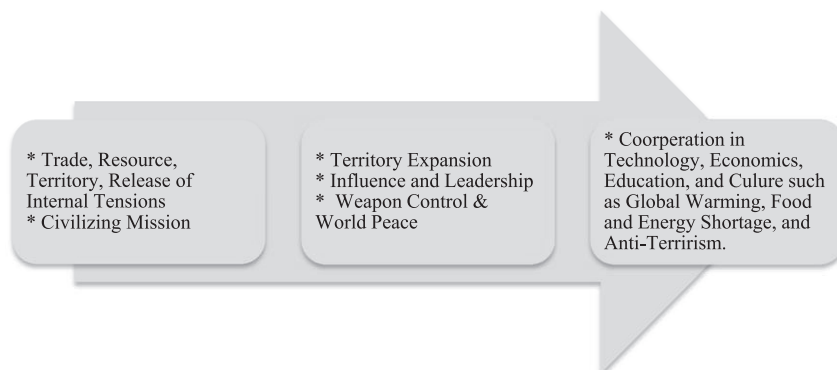 * Trade, Resource,
Territory, Release of
Internal Tensions
* Civilizing Mission
* Territory Expansion
* Influence and Leadership
* Weapon Control &
World Peace
* Coorperation in
Technology, Economics,
Education, and Culure such
as Global Warming, Food
and Energy Shortage, and
Anti-Terrirism.